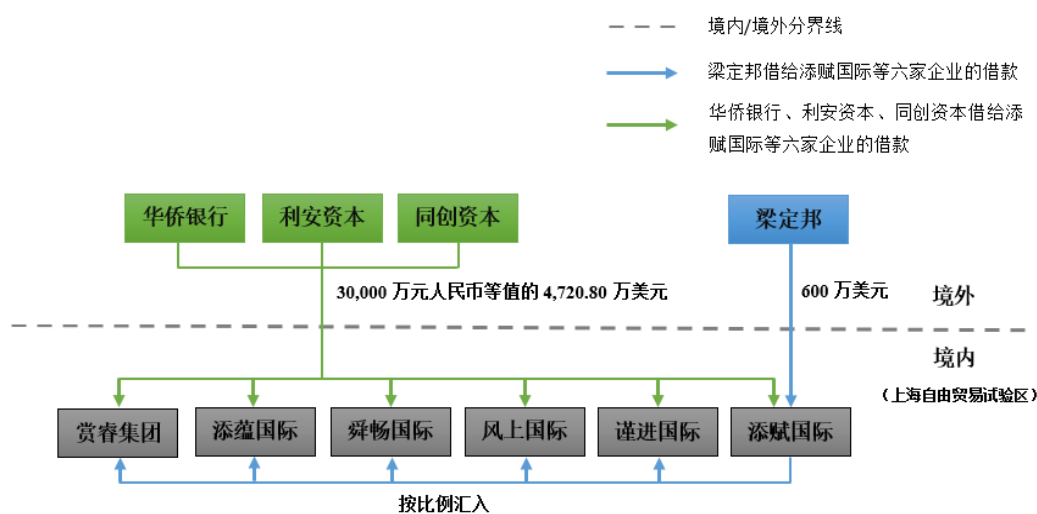 境内/境外分界线
梁定邦借给添赋国际等六家企业的借款
华侨银行、利安资本、同创资本借给添
赋国际等六家企业的借款
华侨银行 利安资本 同创资本 梁定邦
30,000 万元人民币等值的 4,720.80 万美元 600 万美元 境外
境内
（上海自由贸易试验区）
赏睿集团 添蕴国际 舜畅国际 风上国际 谨进国际 添赋国际
按比例汇入